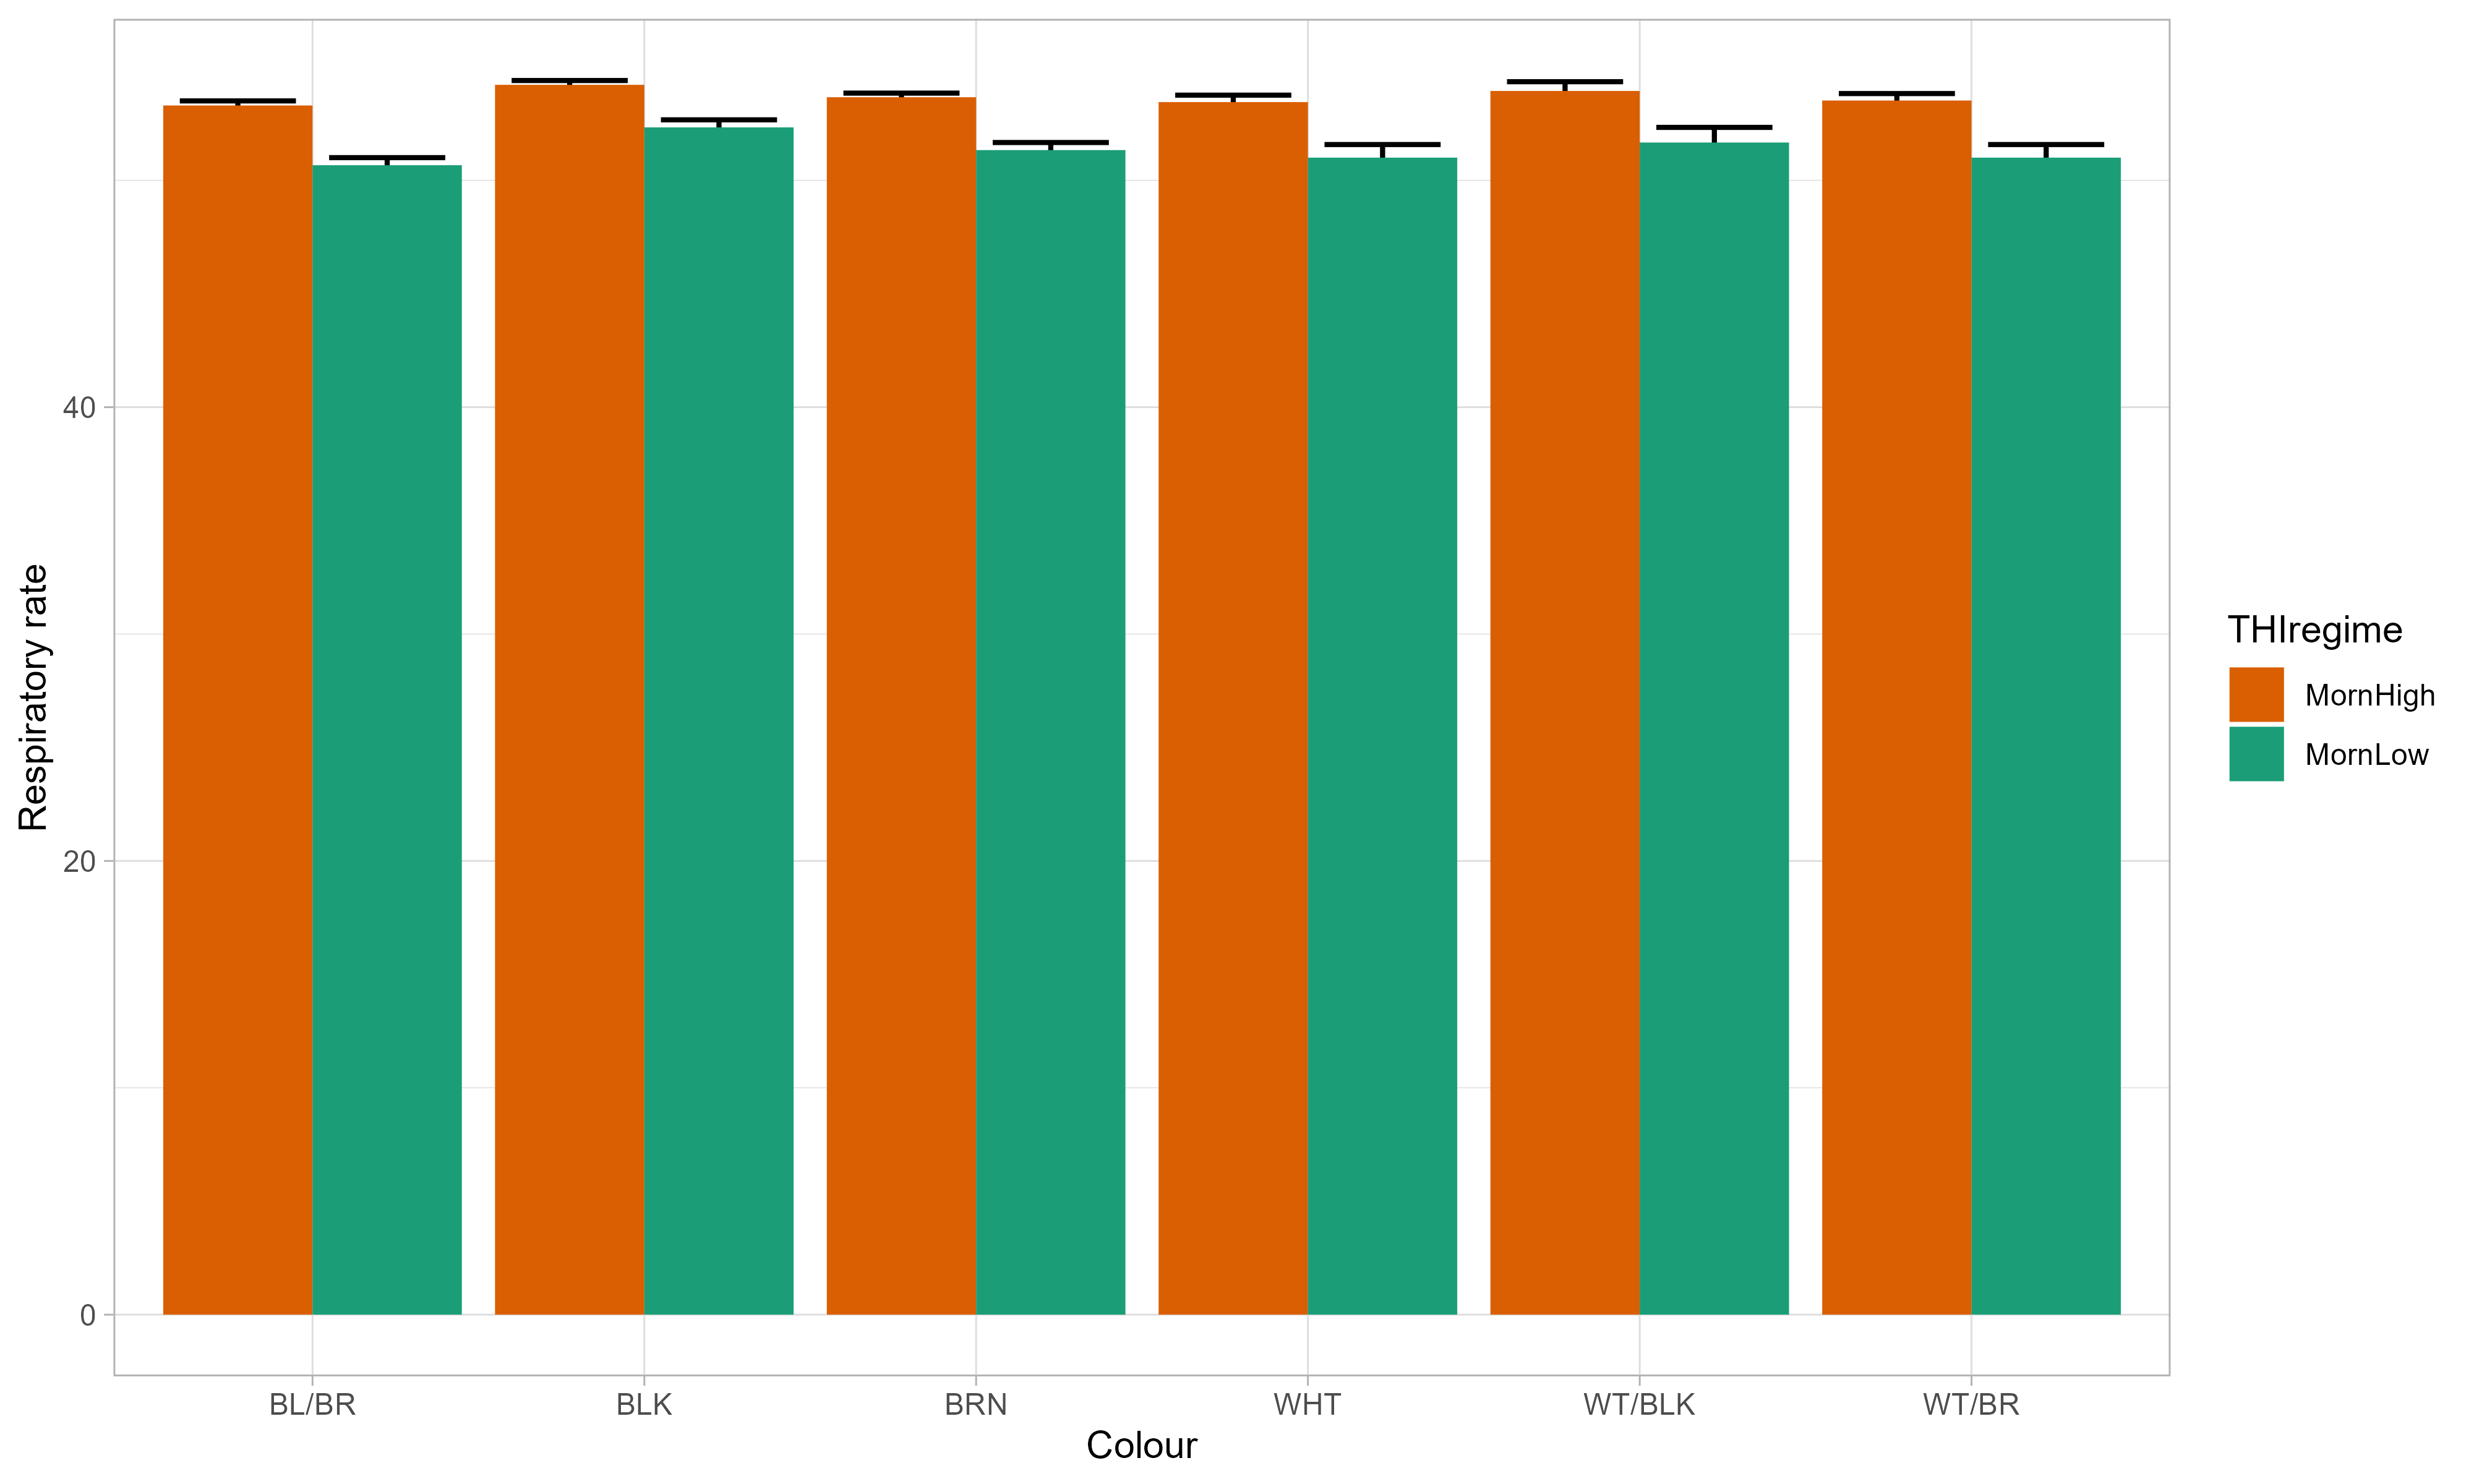 Respiratory rate
40
20
0
BL/BR BLK BRN WHT WT/BLK WT/BR
Colour
THIregime
MornHigh
MornLow